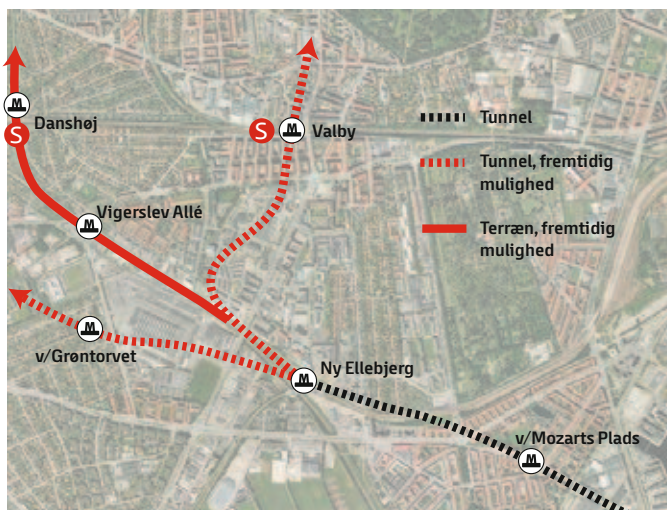 Danshøj
S
S
M
Valby
Tunnel
Tunnel, fremtidig
mulighed
Vigerslev Allé
Terræn, fremtidig
mulighed
v/Grøntorvet
Ny Ellebjerg
v/Mozarts Plads